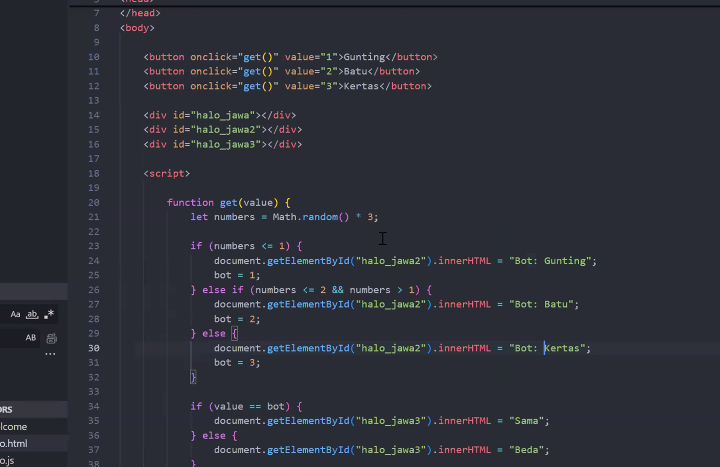 7 </head>
8 <body>
9
10 <button onclick="get()" value="1">Gunting</button>
11 <button onclick="get()" value="2">Batu</button>
12 <button onclick="get()" value="3">Kertas</button>
13
14 <div id="halo_jawa"></div>
15 <div id="halo_jawa2"></div>
16 <div id="halo_jawa3"></div>
17
18 <script>
19
20 function get(value) {
21 let numbers = Math.random() * 3;
22
23 if (numbers <= 1) {
24 document.getElementById("halo_jawa2").innerHTML = "Bot: Gunting";
25 bot = 1;
26 } else if (numbers <= 2 && numbers > 1) {
27 document.getElementById("halo_jawa2").innerHTML = "Bot: Batu";
28 bot = 2;
29 } else {
30 document.getElementById("halo_jawa2").innerHTML = "Bot: Kertas";
31 bot = 3;
32 }
33
34 if (value == bot) {
35 document.getElementById("halo_jawa3").innerHTML = "Sama";
36 } else {
37 document.getElementById("halo_jawa3").innerHTML = "Beda";
38 }
Aa ab .*
AB
...
ORS
lcome
o.html
o.js